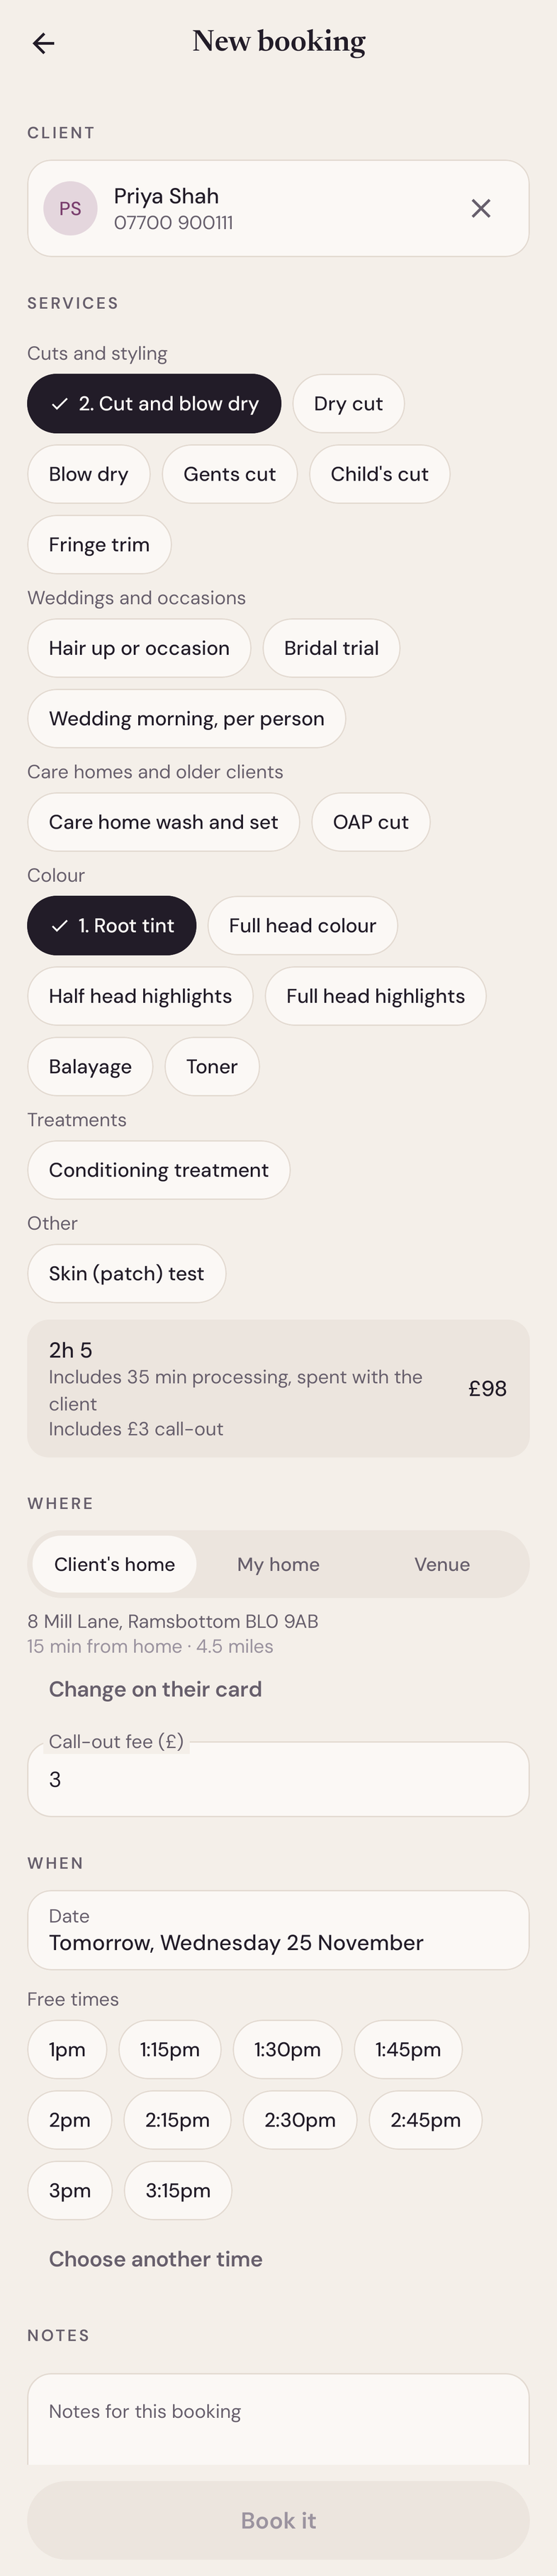 New booking
CLIENT
PS
Priya Shah
07700 900111
SERVICES
Cuts and styling
2. Cut and blow dry
Dry cut
Blow dry
Gents cut
Child's cut
Fringe trim
Weddings and occasions
Hair up or occasion
Bridal trial
Wedding morning, per person
Care homes and older clients
Care home wash and set
OAP cut
Colour
1. Root tint
Full head colour
Half head highlights
Full head highlights
Balayage
Toner
Treatments
Conditioning treatment
Other
Skin (patch) test
2h 5
Includes 35 min processing, spent with the
client
Includes £3 call-out
£98
WHERE
Client's home
My home
Venue
8 Mill Lane, Ramsbottom BL0 9AB
15 min from home · 4.5 miles
Change on their card
Call-out fee (£)
3
WHEN
Date
Tomorrow, Wednesday 25 November
Free times
1pm
1:15pm
1:30pm
1:45pm
2pm
2:15pm
2:30pm
2:45pm
3pm
3:15pm
Choose another time
NOTES
Notes for this booking
Book it